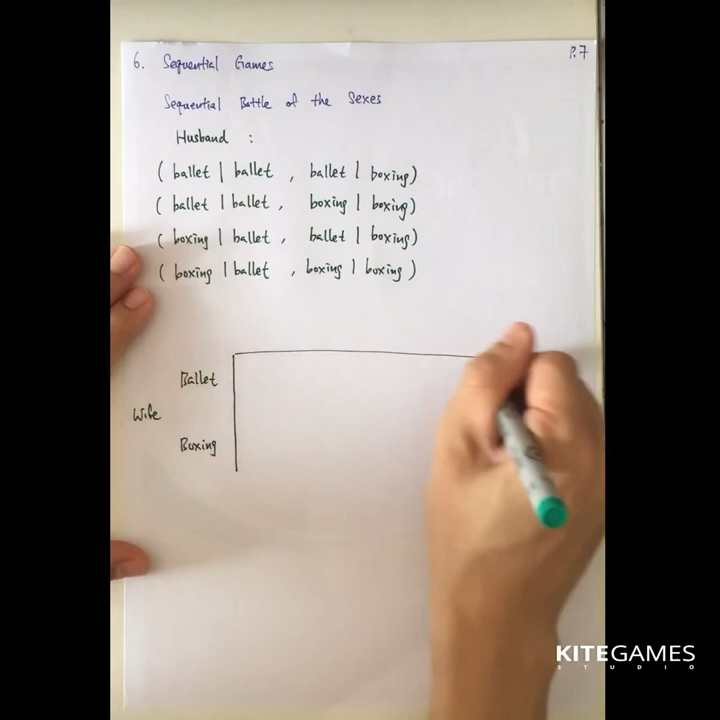 6. Sequential Games
P.7
Sequential Battle of the Sexes
Husband :
( ballet | ballet , ballet | boxing)
( ballet | ballet , boxing | boxing)
( boxing | ballet , ballet | boxing)
( boxing | ballet , boxing | boxing )
Ballet
Wife
Boxing
KITEGAMES
STUDIO